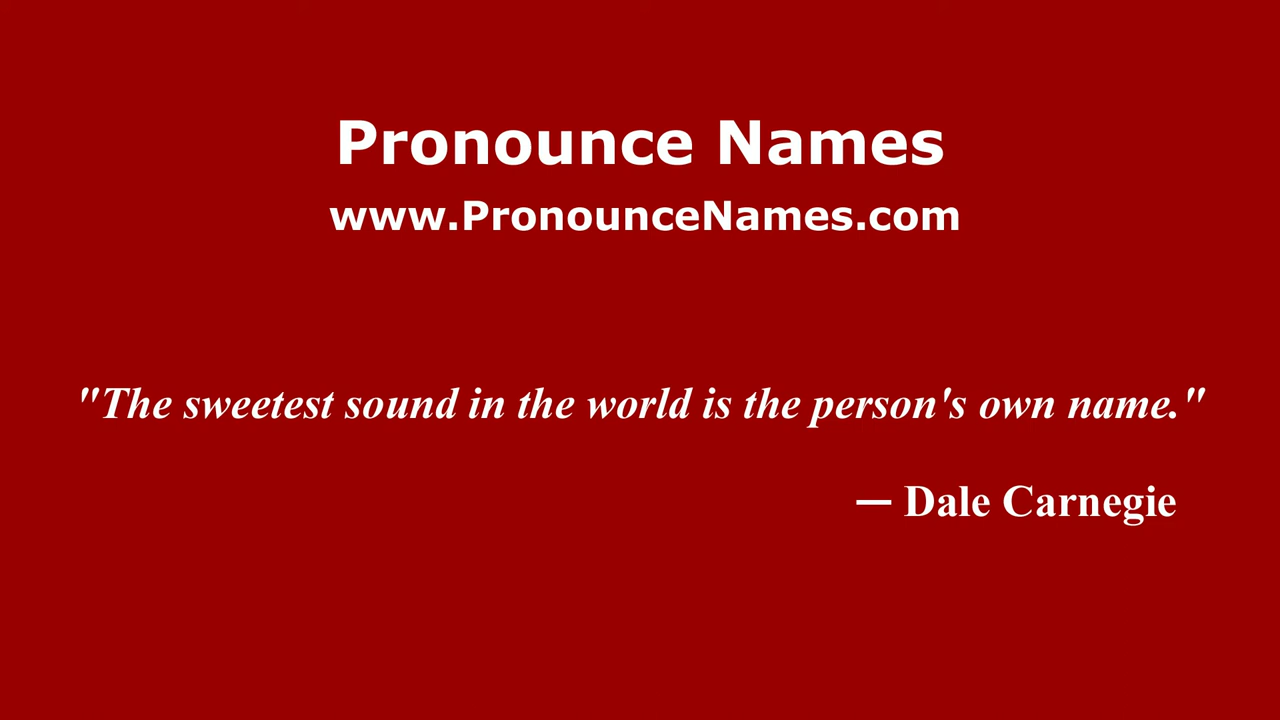 Pronounce Names
www.PronounceNames.com
"The sweetest sound in the world is the person's own name."
— Dale Carnegie